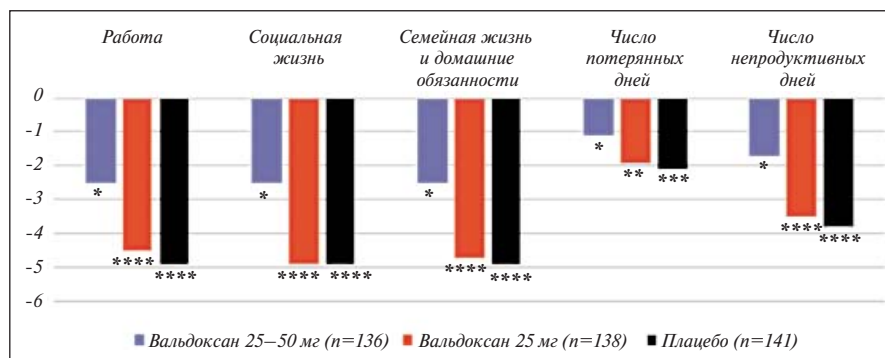 Работа
Социальная
жизнь
Семейная жизнь
и домашние
обязанности
Число
потерянных
дней
Число
непродуктивных
дней
0
-1
-2
-3
-4
-5
-6
*
****
****
*
****
****
*
****
****
*
**
***
*
****
****
Вальдоксан 25–50 мг (n=136) Вальдоксан 25 мг (n=138) Плацебо (n=141)